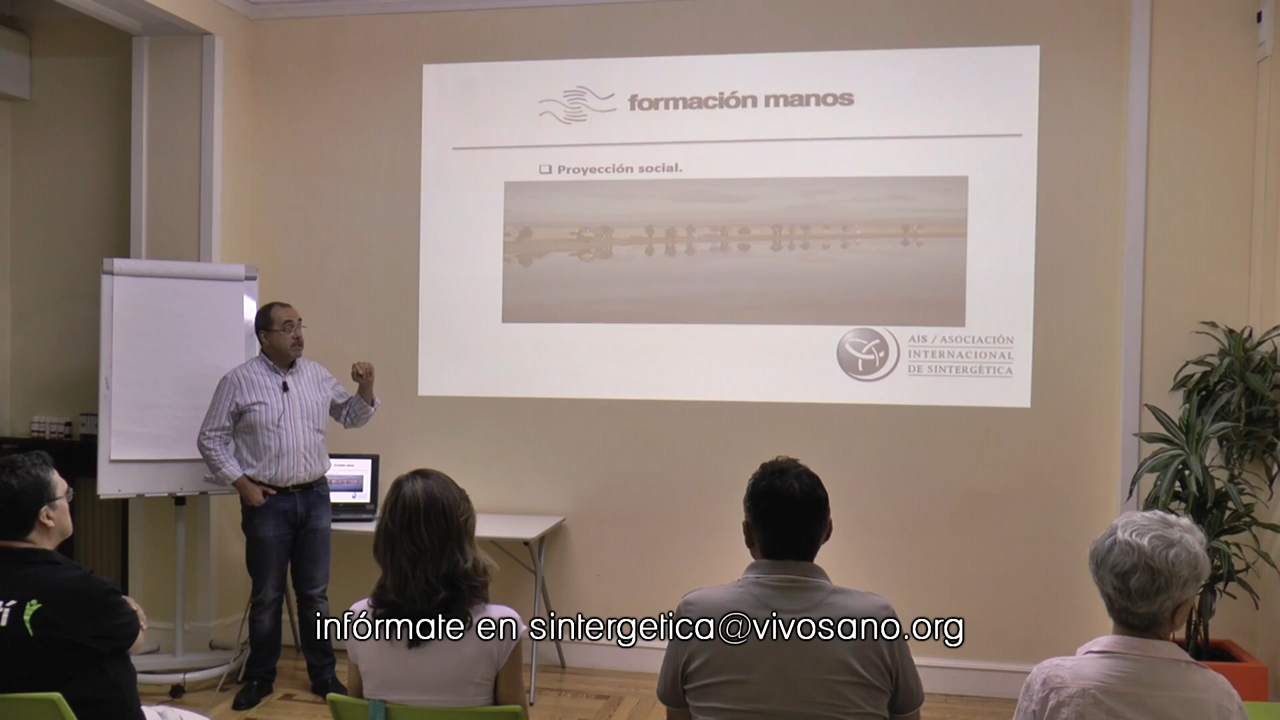 formación manos
❑ Proyección social.
AIS / ASOCIACIÓN
INTERNACIONAL
DE SINTERGÉTICA
infórmate en sintergetica@vivosano.org